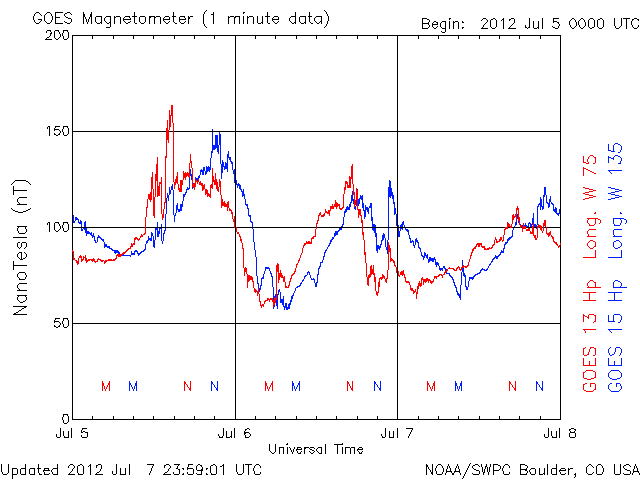 GOES Magnetometer (1 minute data)
Begin: 2012 Jul 5 0000 UTC
200
150
100
50
0
NanoTesla (nT)
M M N N M M N N M M N N
Jul 5 Jul 6 Jul 7 Jul 8
Universal Time
GOES 13 Hp Long. W 75
GOES 15 Hp Long. W 135
Updated 2012 Jul 7 23:59:01 UTC
NOAA/SWPC Boulder, CO USA